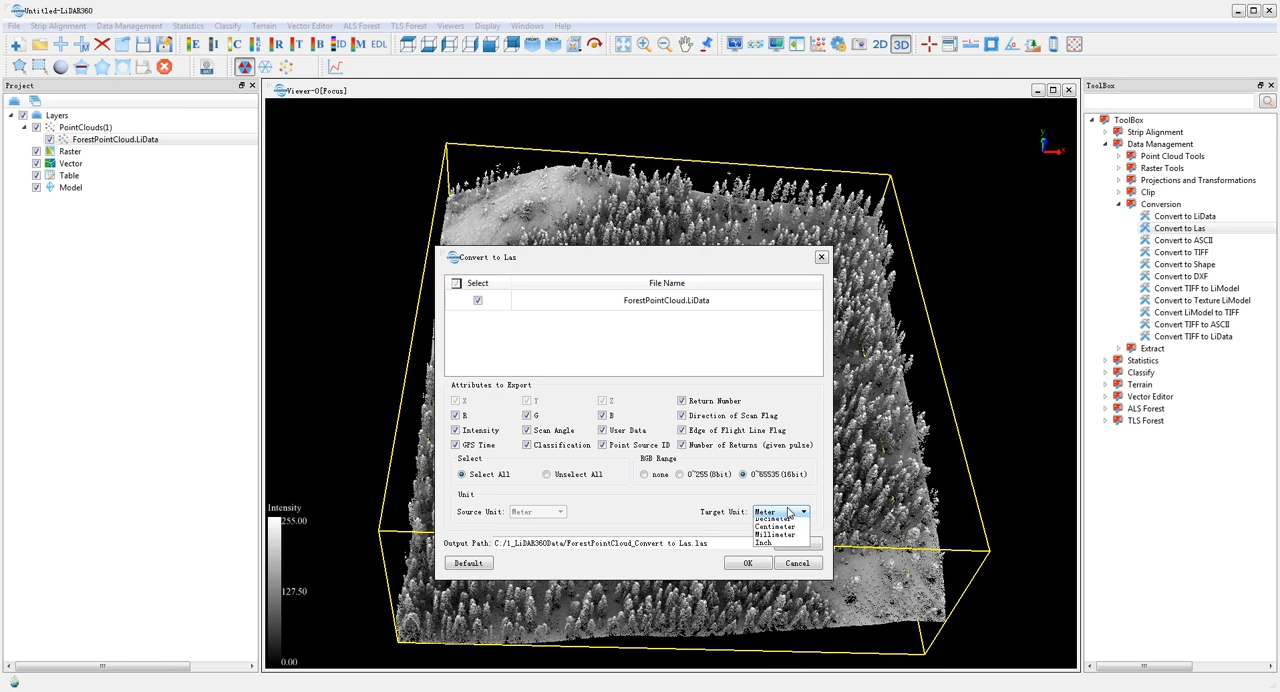 Untitled-LiDAR360
File Strip Alignment Data Management Statistics Classify Terrain Vector Editor ALS Forest TLS Forest Viewers Display Windows Help
E I C R T B ID M EDL 2D 3D
Project
Viewer-0[Focus]
ToolBox
Layers
PointClouds(1)
ForestPointCloud.LiData
Raster
Vector
Table
Model
y
x
Convert to Las
Select File Name
ForestPointCloud.LiData
Attributes to Export
X Y Z Return Number
R G B Direction of Scan Flag
Intensity Scan Angle User Data Edge of Flight Line Flag
GPS Time Classification Point Source ID Number of Returns (given pulse)
Select RGB Range
Select All Unselect All none 0~255(8bit) 0~65535(16bit)
Unit
Source Unit: Meter Target Unit: Meter
Decimeter
Centimeter
Millimeter
Inch
Output Path: C:/1_LiDAR360Data/ForestPointCloud_Convert to Las.las
Default OK Cancel
Intensity
255.00
127.50
0.00
ToolBox
Strip Alignment
Data Management
Point Cloud Tools
Raster Tools
Projections and Transformations
Clip
Conversion
Convert to LiData
Convert to Las
Convert to ASCII
Convert to TIFF
Convert to Shape
Convert to DXF
Convert TIFF to LiModel
Convert to Texture LiModel
Convert LiModel to TIFF
Convert TIFF to ASCII
Convert TIFF to LiData
Extract
Statistics
Classify
Terrain
Vector Editor
ALS Forest
TLS Forest